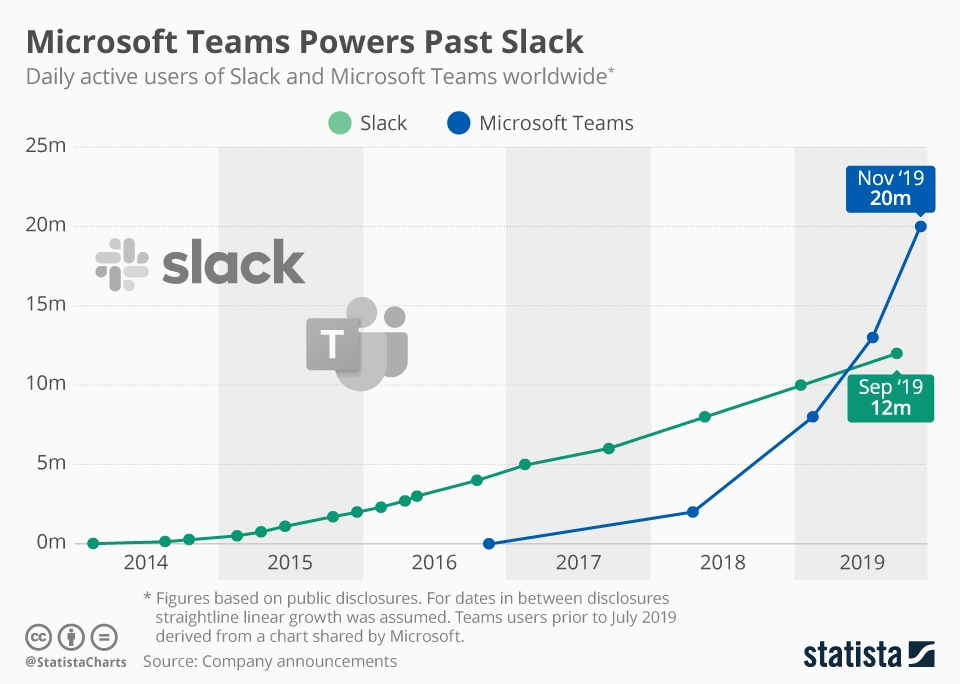 Microsoft Teams Powers Past Slack
Daily active users of Slack and Microsoft Teams worldwide*
Slack Microsoft Teams
25m
Nov ‘19
20m
20m
slack
15m
T
10m
Sep ‘19
12m
5m
0m
2014 2015 2016 2017 2018 2019
* Figures based on public disclosures. For dates in between disclosures
straightline linear growth was assumed. Teams users prior to July 2019
derived from a chart shared by Microsoft.
cc
@StatistaCharts Source: Company announcements
statista